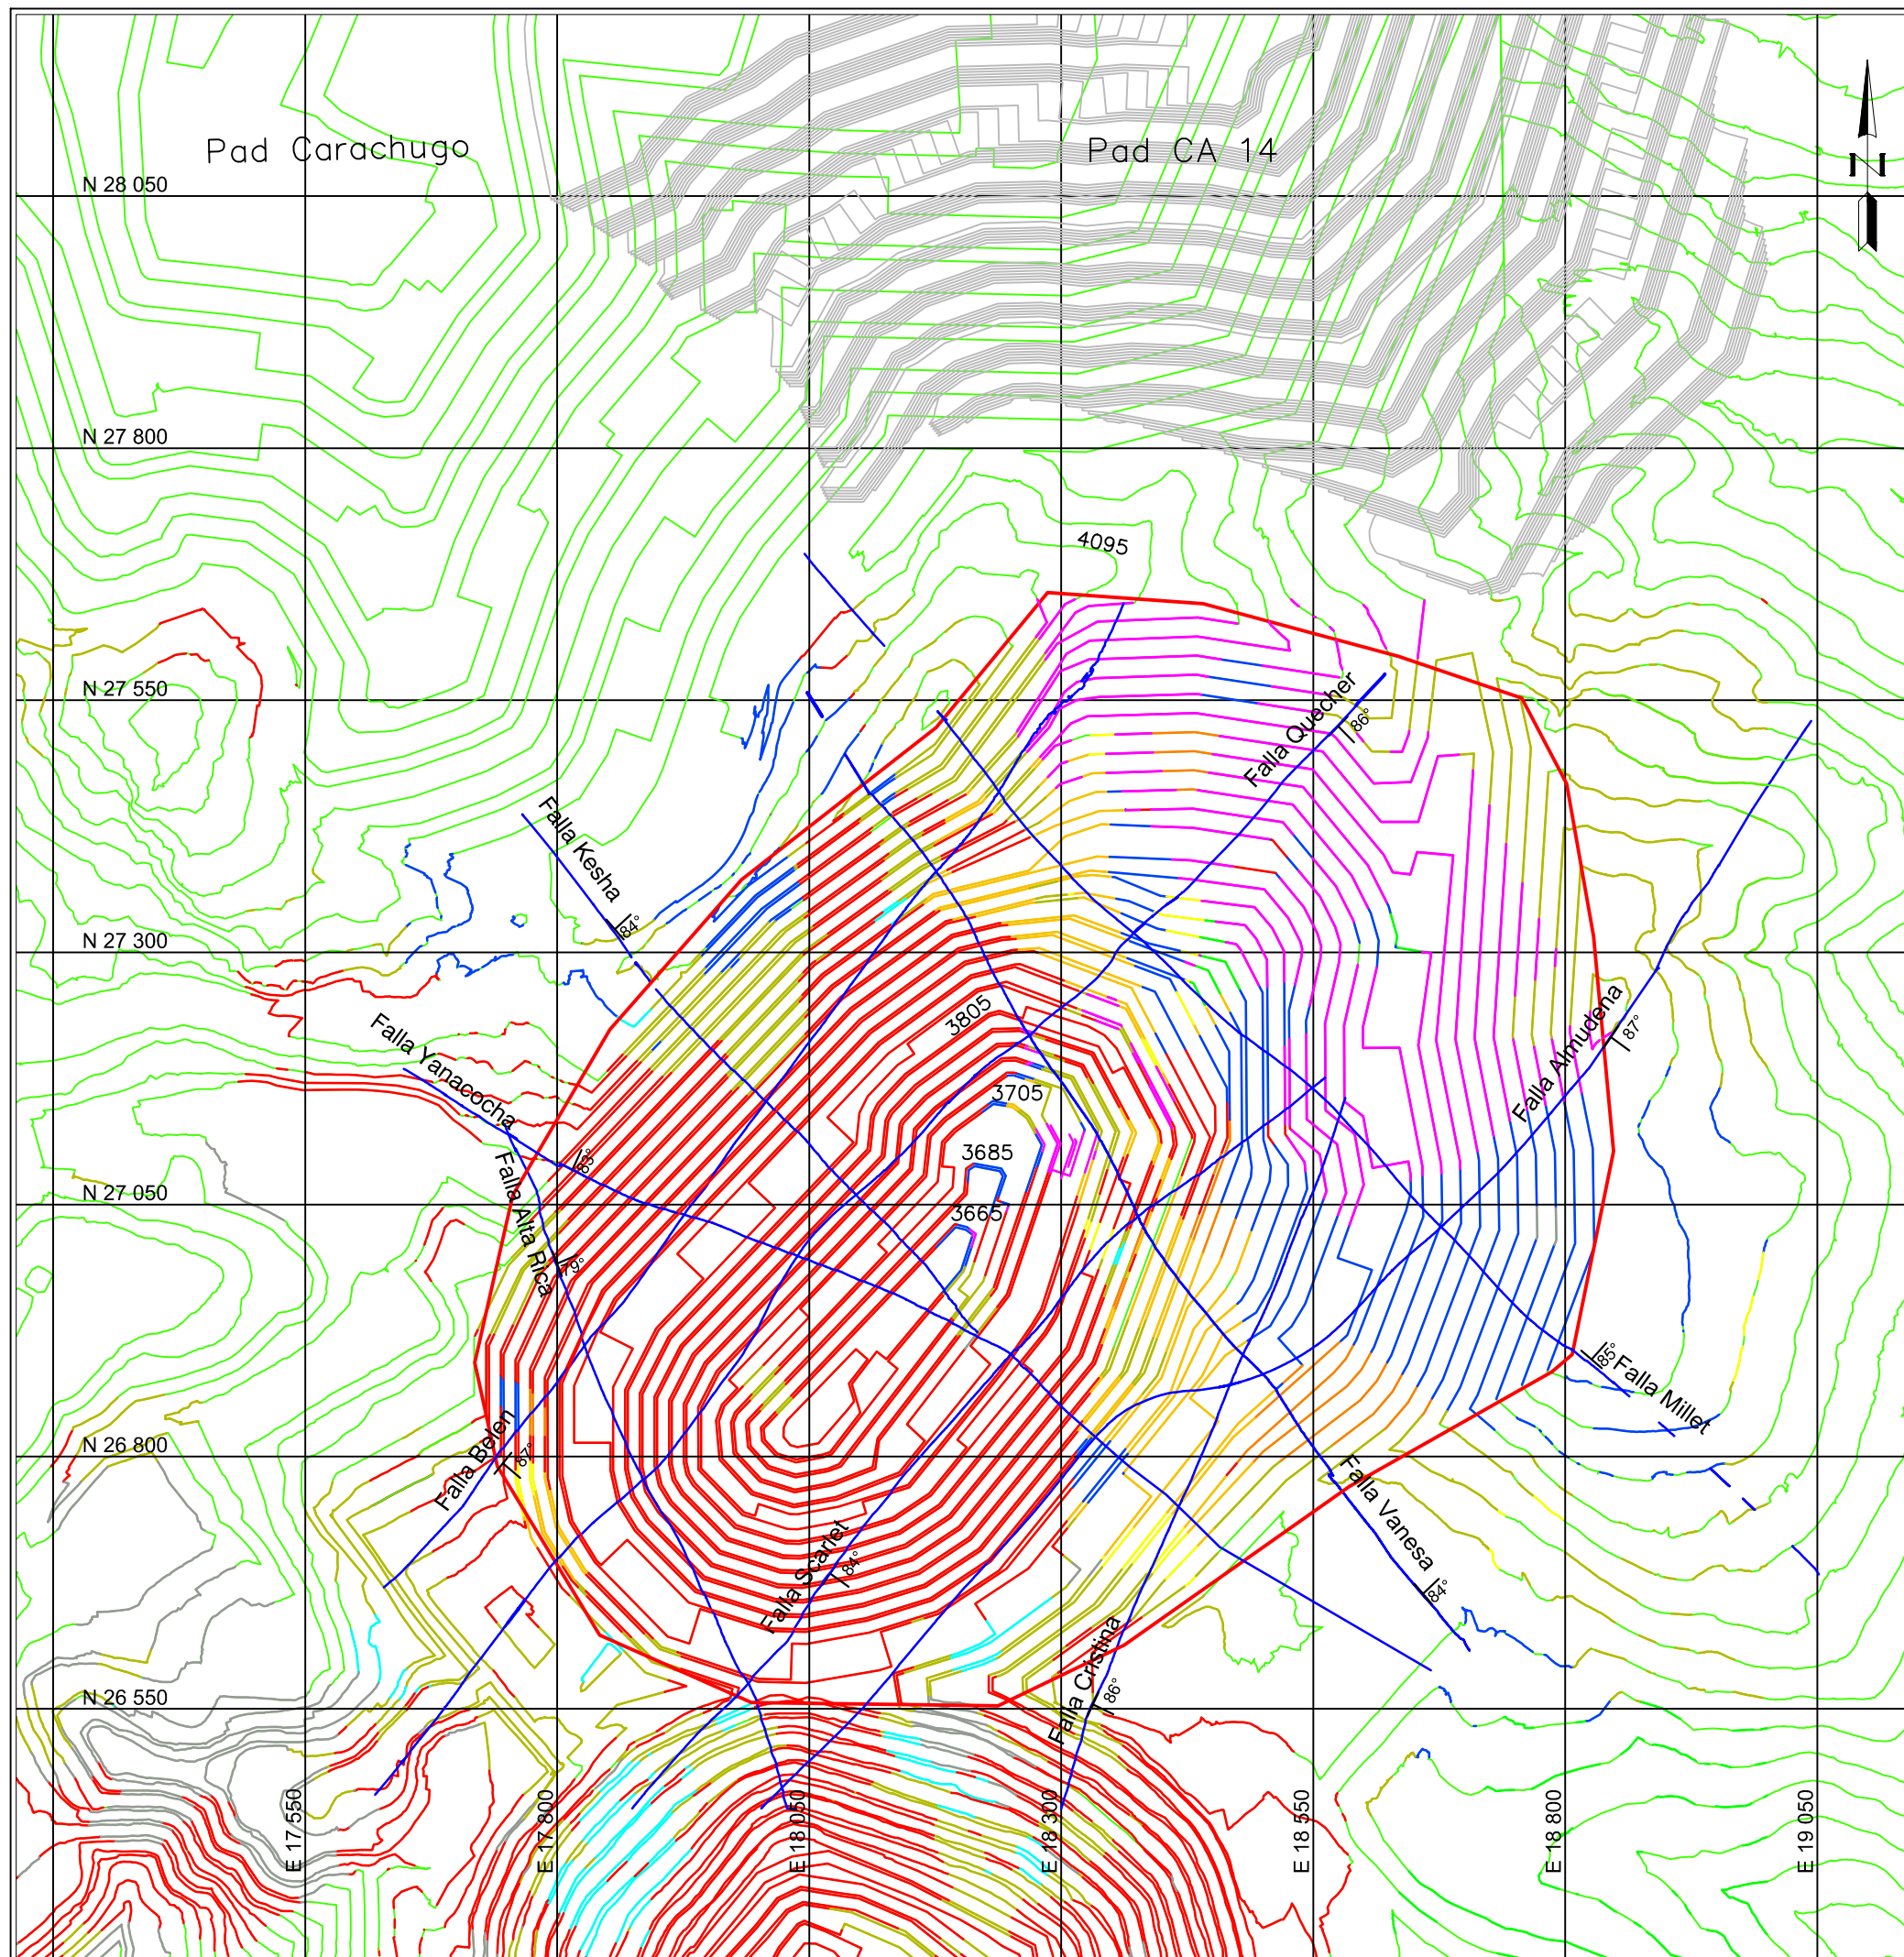 Pad Carachugo
Pad CA 14
N
N 28 050
N 27 800
4095
N 27 550
Falla Quecher
86°
Falla Kesha
84°
N 27 300
3805
Falla Almudena
87°
Falla Yanacocha
83°
3705
3685
Falla Alta Rica
79°
N 27 050
3665
85°
Falla Millet
N 26 800
Falla Belen
87°
Falla Scarlet
84°
Falla Vanesa
84°
Falla Cristina
86°
N 26 550
E 17 550
E 17 800
E 18 050
E 18 300
E 18 550
E 18 800
E 19 050